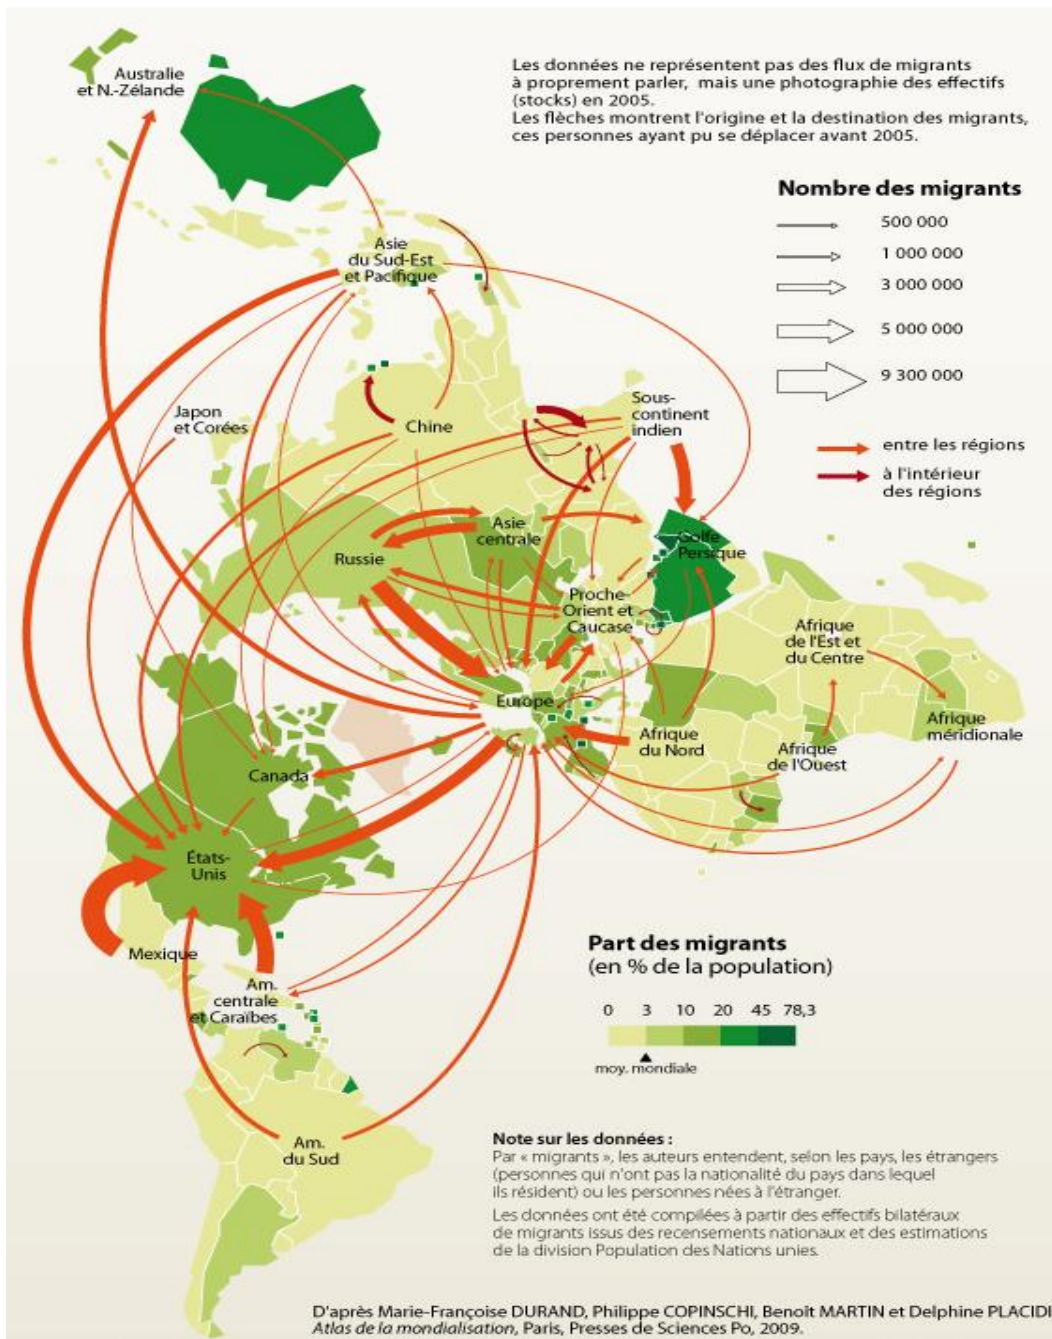 Australie
et N.-Zélande
Les données ne représentent pas des flux de migrants
à proprement parler, mais une photographie des effectifs
(stocks) en 2005.
Les flèches montrent l'origine et la destination des migrants,
ces personnes ayant pu se déplacer avant 2005.
Nombre des migrants
500 000
1 000 000
3 000 000
5 000 000
9 300 000
entre les régions
à l'intérieur
des régions
Asie
du Sud-Est
et Pacifique
Japon
et Corées
Chine
Sous-
continent
indien
Russie
Asie
centrale
Golfe
Persique
Proche-
Orient et
Caucase
Afrique
de l'Est et
du Centre
Europe
Afrique
du Nord
Afrique
de l'Ouest
Afrique
méridionale
Canada
États-
Unis
Mexique
Am.
centrale
et Caraïbes
Am.
du Sud
Part des migrants
(en % de la population)
0 3 10 20 45 78,3
moy. mondiale
Note sur les données :
Par « migrants », les auteurs entendent, selon les pays, les étrangers
(personnes qui n'ont pas la nationalité du pays dans lequel
ils résident) ou les personnes nées à l'étranger.
Les données ont été compilées à partir des effectifs bilatéraux
de migrants issus des recensements nationaux et des estimations
de la division Population des Nations unies.
D'après Marie-Françoise DURAND, Philippe COPINSCHI, Benoît MARTIN et Delphine PLACIDI
Atlas de la mondialisation, Paris, Presses de Sciences Po, 2009.